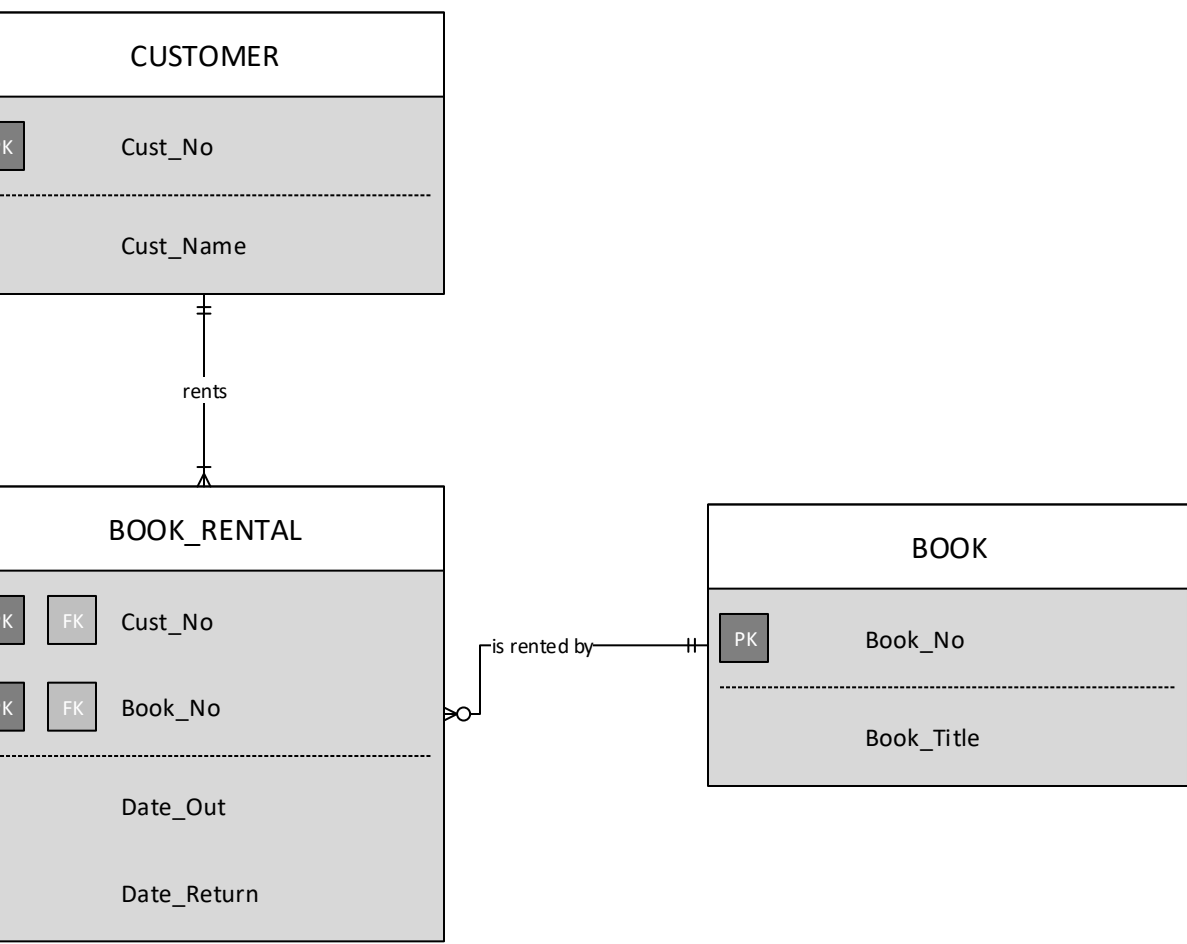 CUSTOMER
K Cust_No
Cust_Name
rents
BOOK_RENTAL
K FK Cust_No
K FK Book_No
Date_Out
Date_Return
is rented by
BOOK
PK Book_No
Book_Title